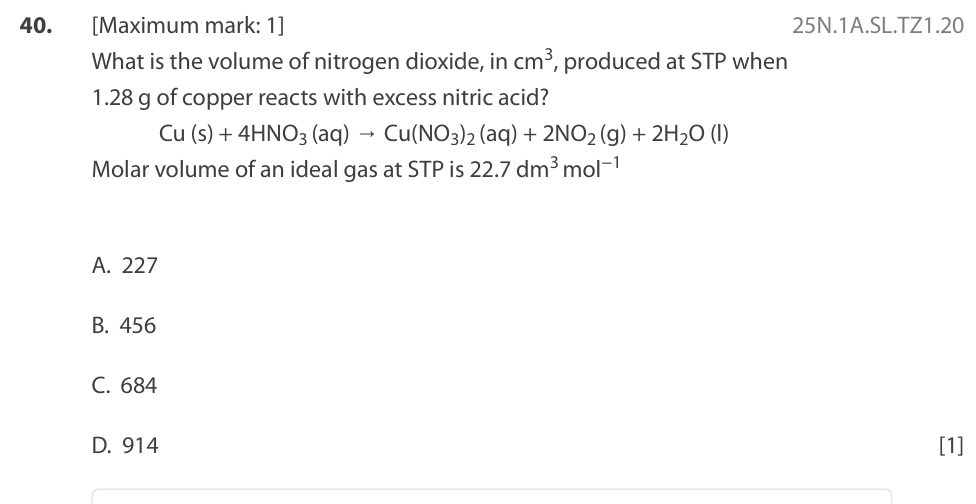 40. [Maximum mark: 1] 25N.1A.SL.TZ1.20
What is the volume of nitrogen dioxide, in cm³, produced at STP when
1.28 g of copper reacts with excess nitric acid?
Cu (s) + 4HNO₃ (aq) → Cu(NO₃)₂ (aq) + 2NO₂ (g) + 2H₂O (l)
Molar volume of an ideal gas at STP is 22.7 dm³ mol⁻¹
A. 227
B. 456
C. 684
D. 914 [1]